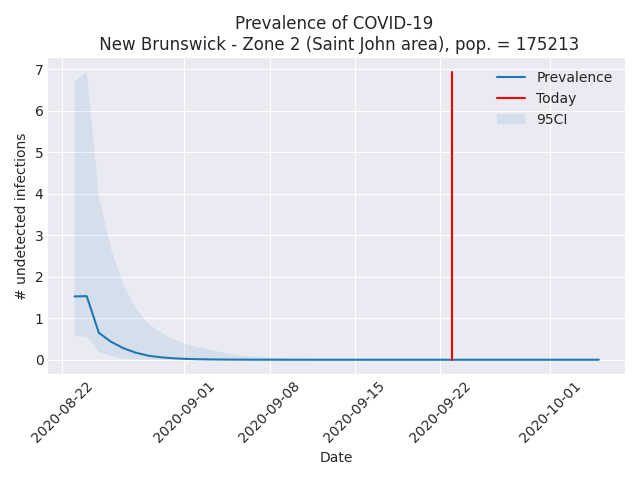 Prevalence of COVID-19
New Brunswick - Zone 2 (Saint John area), pop. = 175213
7
6
5
4
3
2
1
0
# undetected infections
Prevalence
Today
95CI
2020-08-22
2020-09-01
2020-09-08
2020-09-15
2020-09-22
2020-10-01
Date